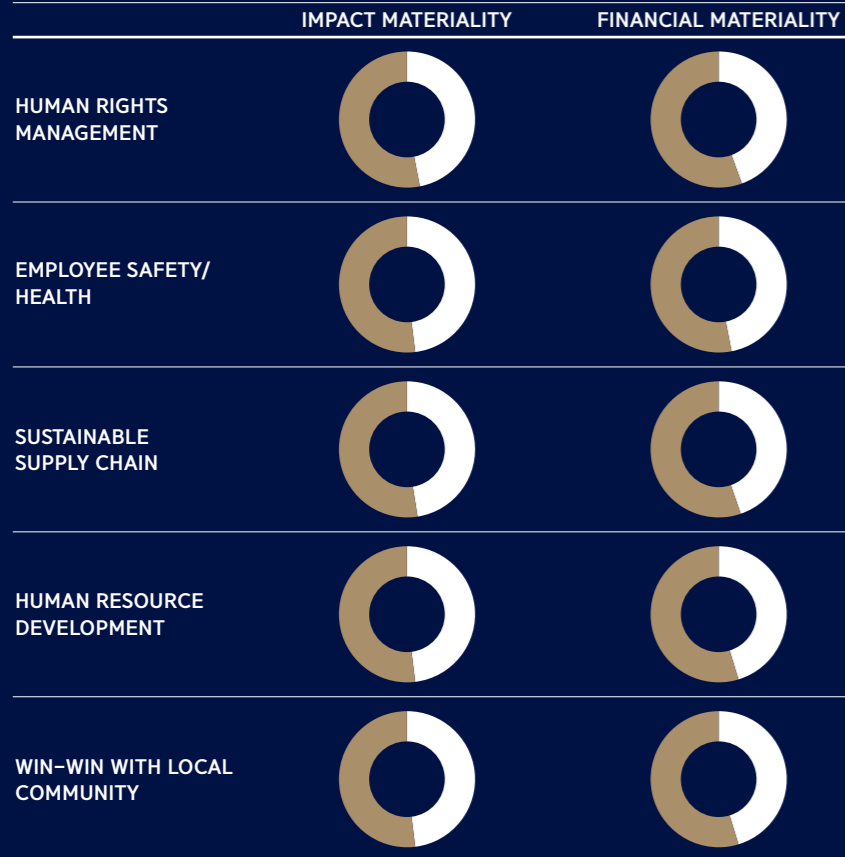 IMPACT MATERIALITY
FINANCIAL MATERIALITY
HUMAN RIGHTS
MANAGEMENT
EMPLOYEE SAFETY/
HEALTH
SUSTAINABLE
SUPPLY CHAIN
HUMAN RESOURCE
DEVELOPMENT
WIN-WIN WITH LOCAL
COMMUNITY